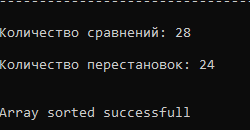 Количество сравнений: 28
Количество перестановок: 24
Array sorted successfull